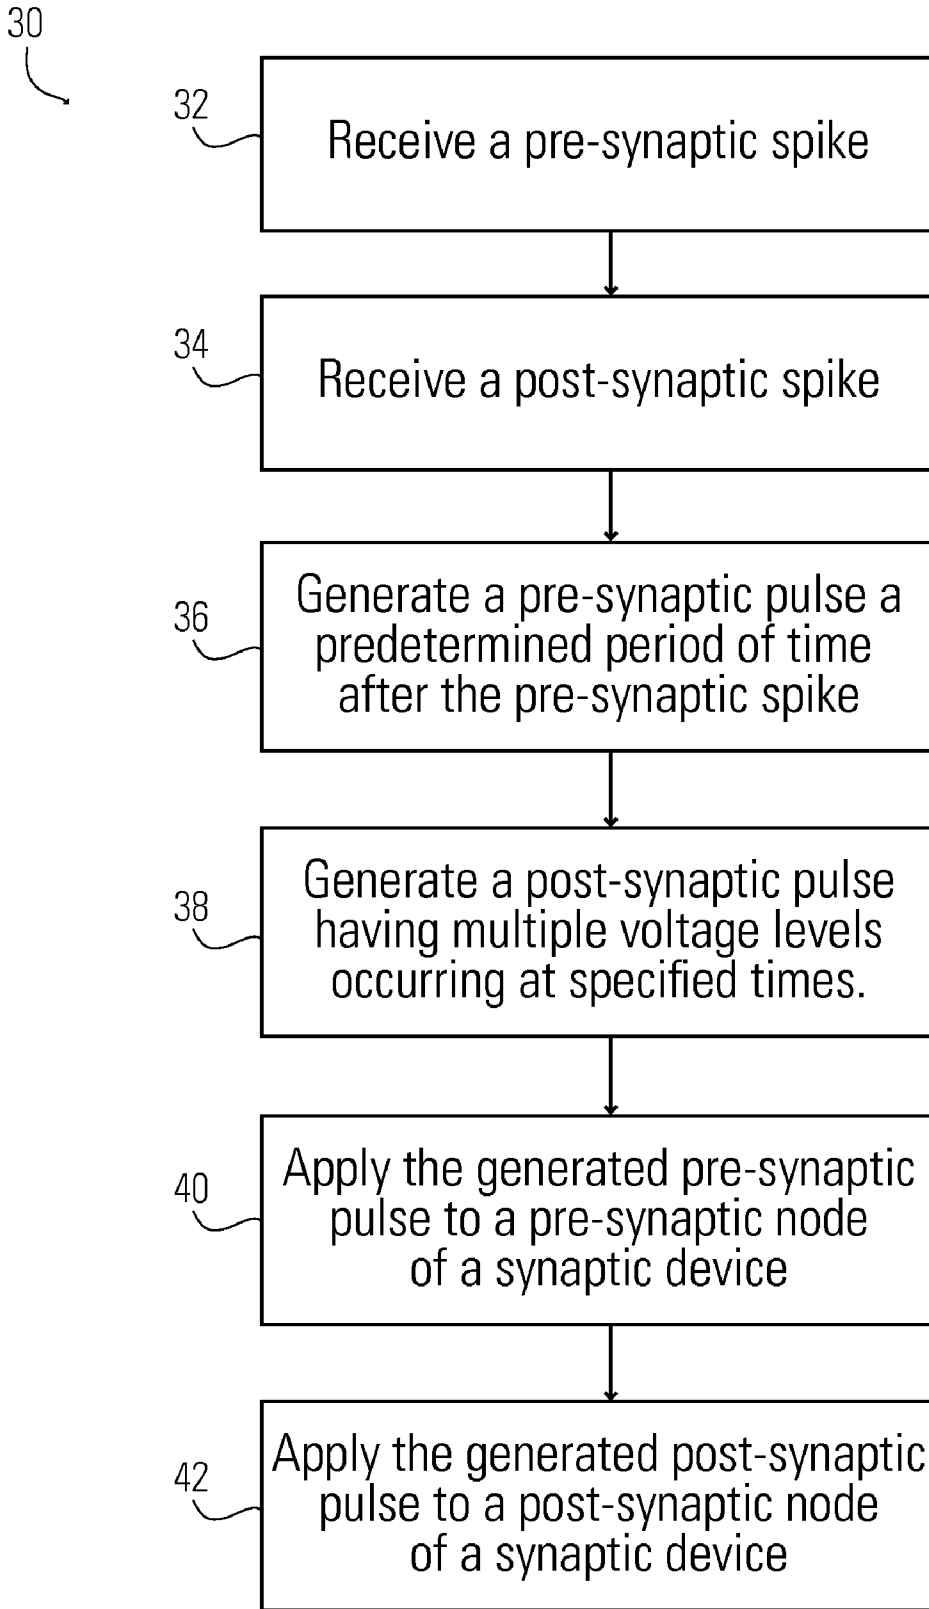 30
32
Receive a pre-synaptic spike
34
Receive a post-synaptic spike
36
Generate a pre-synaptic pulse a
predetermined period of time
after the pre-synaptic spike
38
Generate a post-synaptic pulse
having multiple voltage levels
occurring at specified times.
40
Apply the generated pre-synaptic
pulse to a pre-synaptic node
of a synaptic device
42
Apply the generated post-synaptic
pulse to a post-synaptic node
of a synaptic device